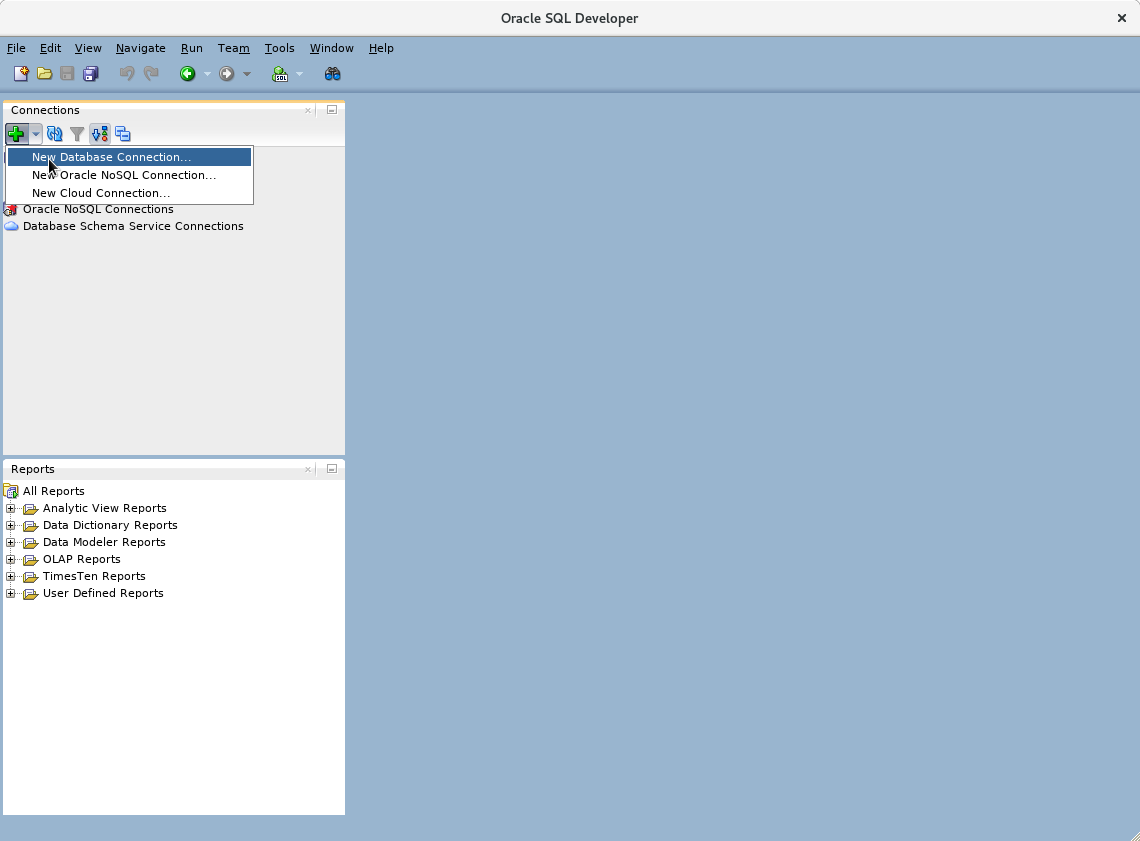 Oracle SQL Developer
File Edit View Navigate Run Team Tools Window Help
SQL
Connections
New Database Connection...
New Oracle NoSQL Connection...
New Cloud Connection...
Oracle NoSQL Connections
Database Schema Service Connections
Reports
All Reports
Analytic View Reports
Data Dictionary Reports
Data Modeler Reports
OLAP Reports
TimesTen Reports
User Defined Reports